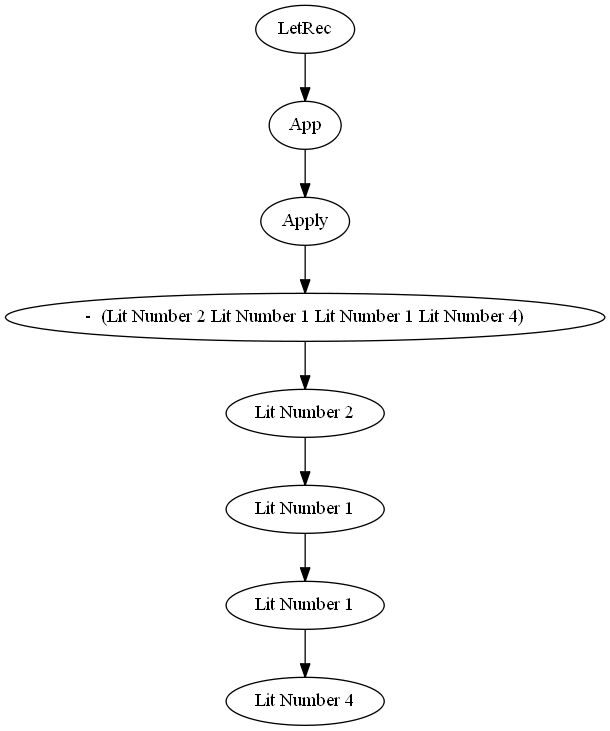 LetRec
App
Apply
- (Lit Number 2 Lit Number 1 Lit Number 1 Lit Number 4)
Lit Number 2
Lit Number 1
Lit Number 1
Lit Number 4